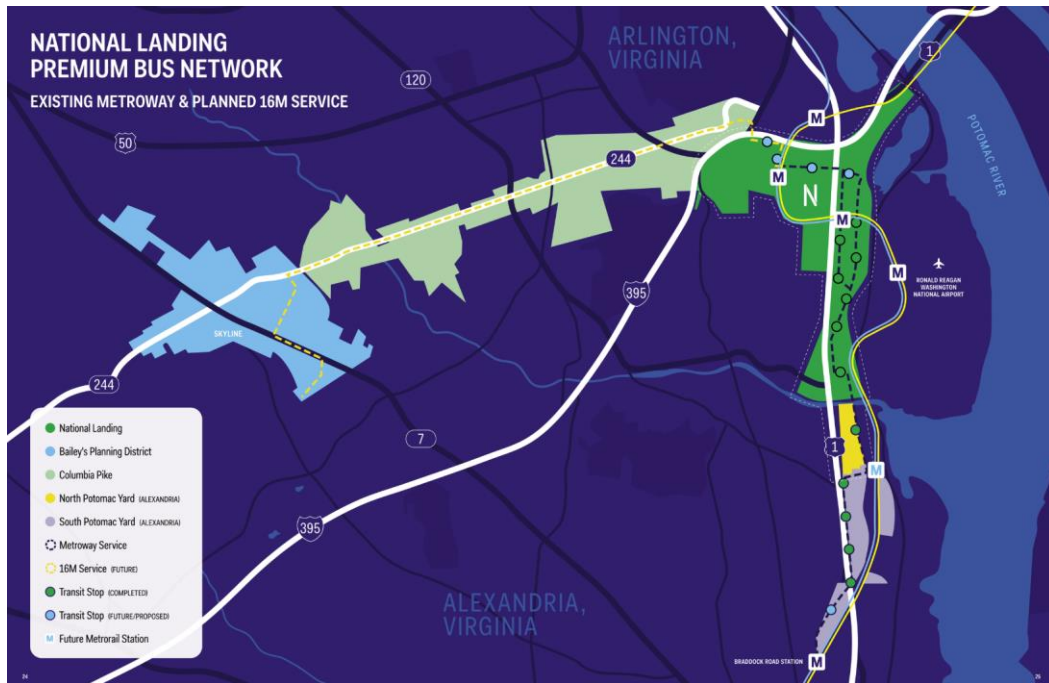 NATIONAL LANDING
PREMIUM BUS NETWORK
EXISTING METROWAY & PLANNED 16M SERVICE
ARLINGTON,
VIRGINIA
1
120
50
M
POTOMAC RIVER
244
M
N
M
M
RONALD REAGAN
WASHINGTON
NATIONAL AIRPORT
395
SKYLINE
244
7
1
M
395
ALEXANDRIA,
VIRGINIA
BRADDOCK ROAD STATION
M
National Landing
Bailey's Planning District
Columbia Pike
North Potomac Yard (ALEXANDRIA)
South Potomac Yard (ALEXANDRIA)
Metroway Service
16M Service (FUTURE)
Transit Stop (COMPLETED)
Transit Stop (FUTURE/PROPOSED)
M Future Metrorail Station
24
25